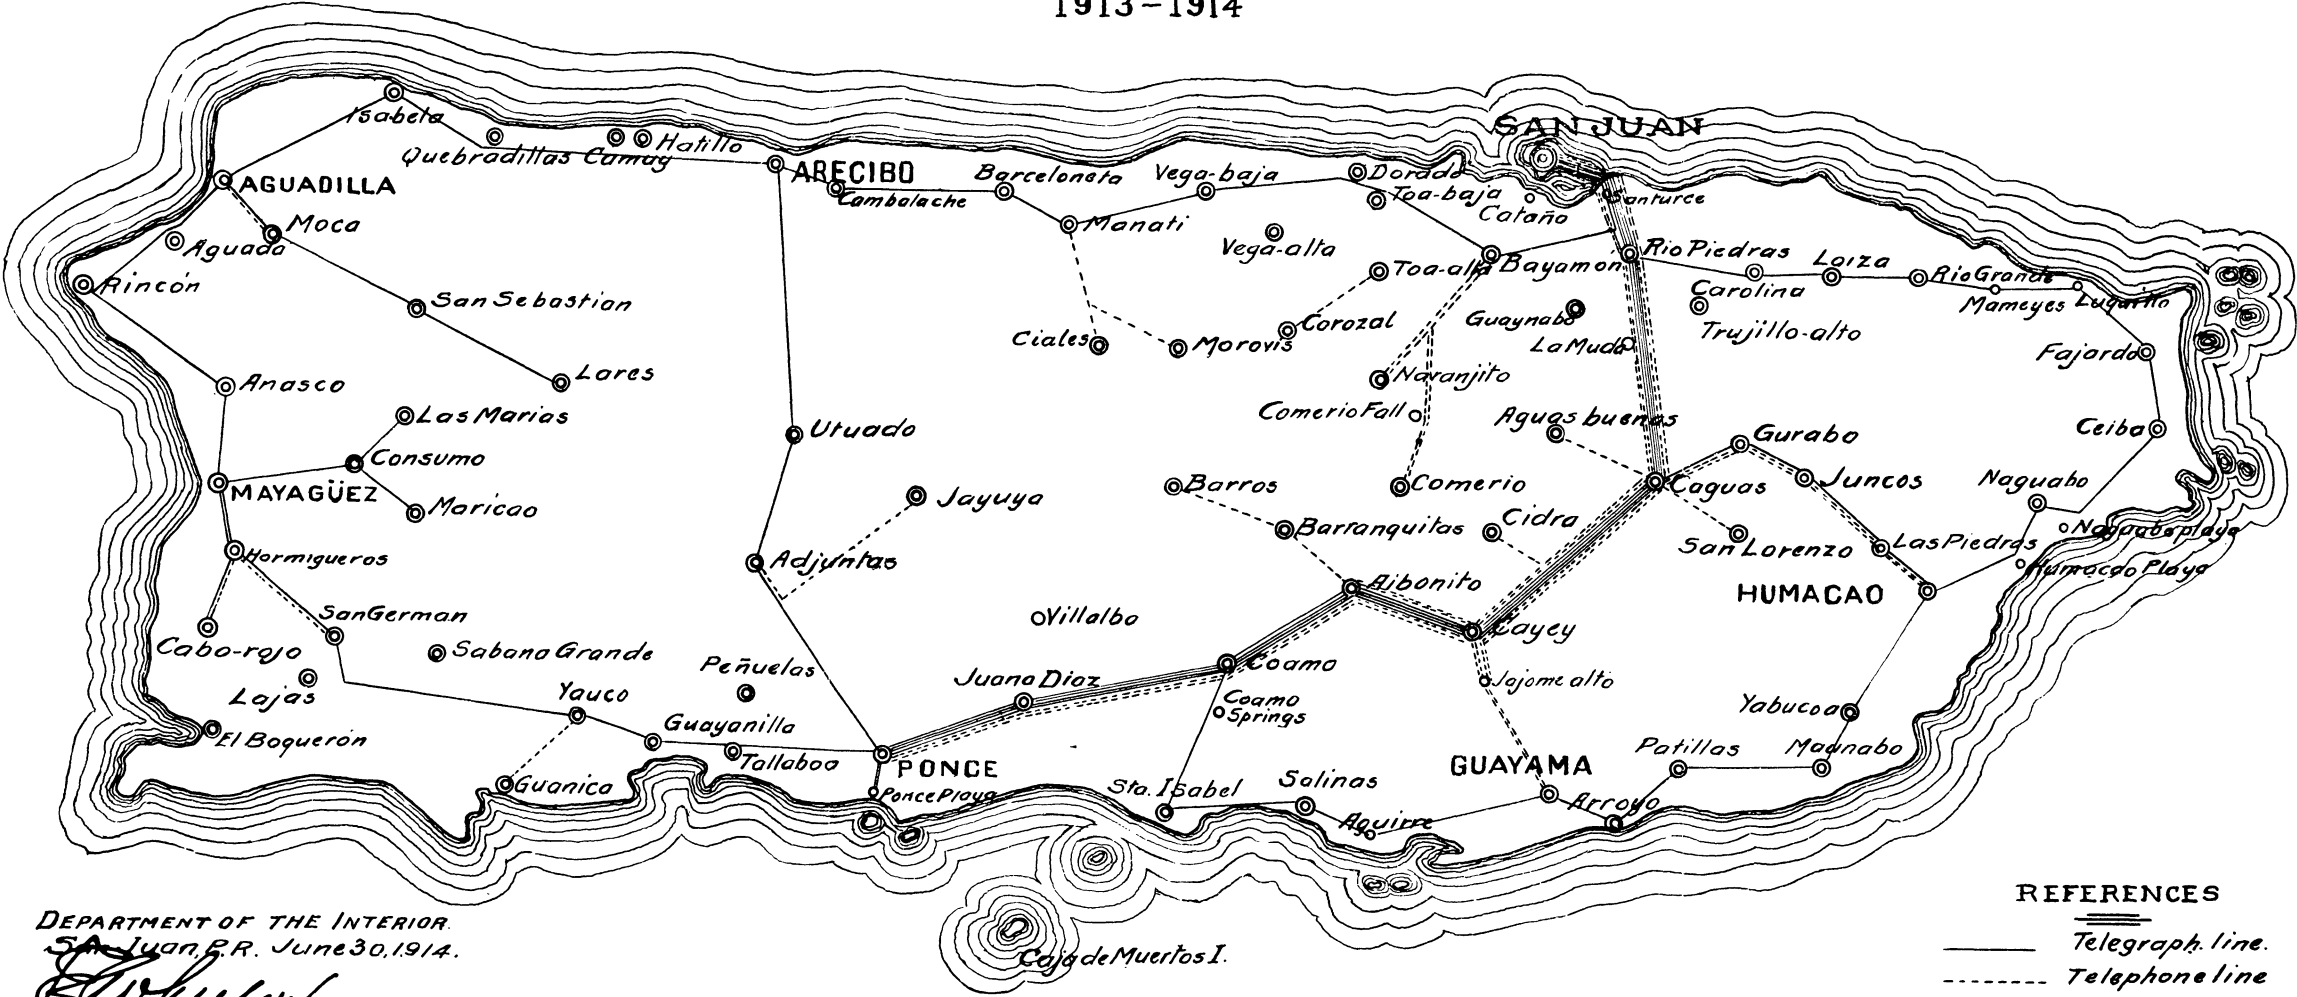 1913-1914
SAN JUAN
Isabela
Quebradillas
Camuy
Hatillo
ARECIBO
Cambalache
Barceloneta
Vega-baja
Dorado
Toa-baja
Cataño
Santurce
AGUADILLA
Moca
Aguada
Manati
Vega-alta
Toa-alta
Bayamón
Rio Piedras
Loiza
Rio Grande
Carolina
Mameyes
Luquillo
Rincón
San Sebastian
Ciales
Morovis
Corozal
Guaynabo
La Muda
Trujillo-alto
Fajardo
Anasco
Lares
Naranjito
Las Marias
Comerio Fall
Aguas buenas
Utuado
Gurabo
Ceiba
Consumo
MAYAGÜEZ
Maricao
Jayuya
Barros
Comerio
Caguas
Juncos
Naguabo
Barranquitas
Cidra
San Lorenzo
Las Piedras
Naguabo playa
Hormigueros
Adjuntas
Aibonito
HUMACAO
Humacao Playa
San German
Villalba
Cayey
Cabo-rojo
Sabana Grande
Peñuelas
Juana Diaz
Coamo
Jajome alto
Lajas
Yauco
Coamo
Springs
Yabucoa
El Boquerón
Guayanilla
Tallaboa
PONCE
GUAYAMA
Patillas
Maunabo
Guanica
Ponce Playa
Sta. Isabel
Salinas
Aguirre
Arroyo
Caja de Muertos I.
DEPARTMENT OF THE INTERIOR.
San Juan, P.R. June 30, 1914.
REFERENCES
Telegraph. line.
Telephone line